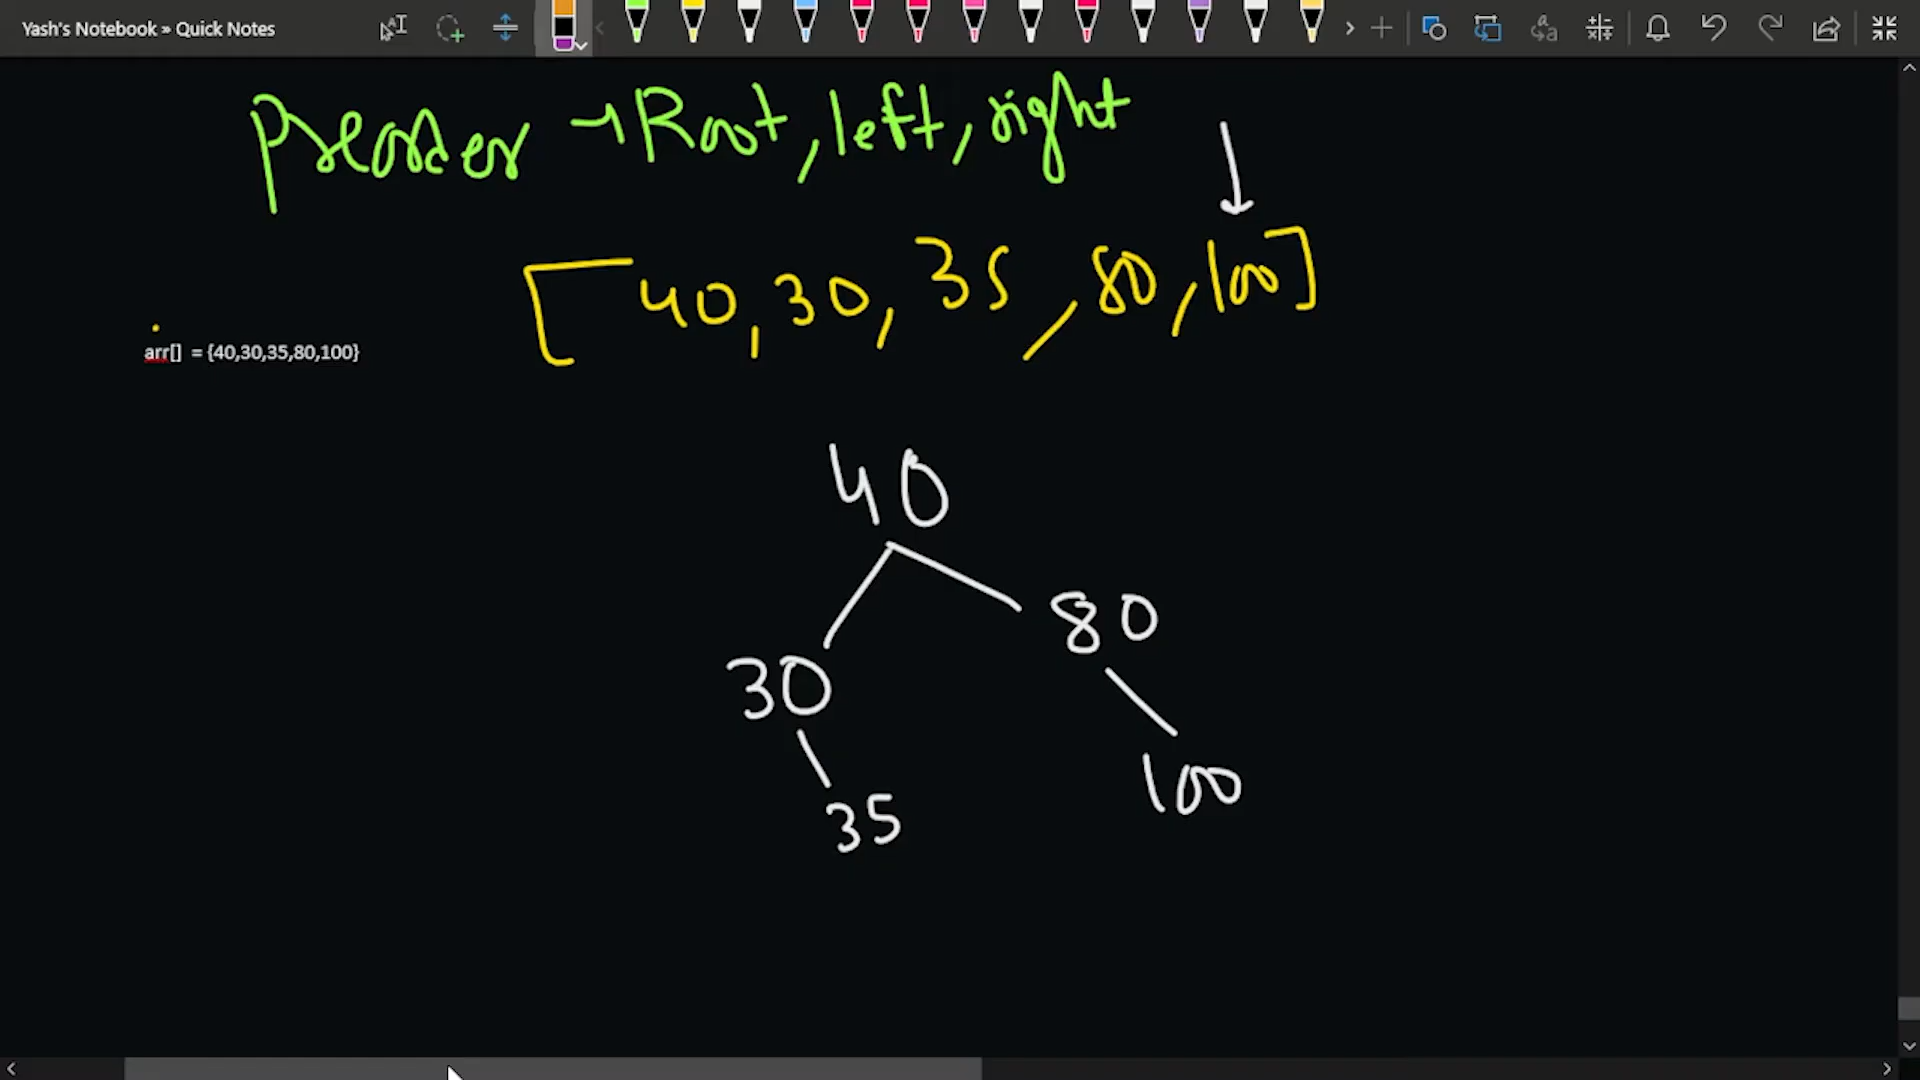 Yash's Notebook » Quick Notes
Preorder → Root, left, right
[40, 30, 35, 80, 100]
arr[] = {40,30,35,80,100}
40
80
30
100
35